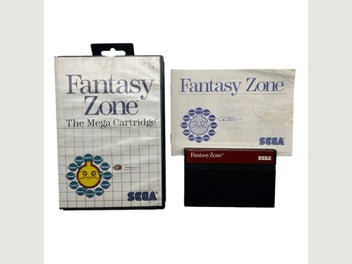 Fantasy
Zone
The Mega Cartridge
SEGA
Fantasy Zone
SEGA
Fantasy Zone
SEGA